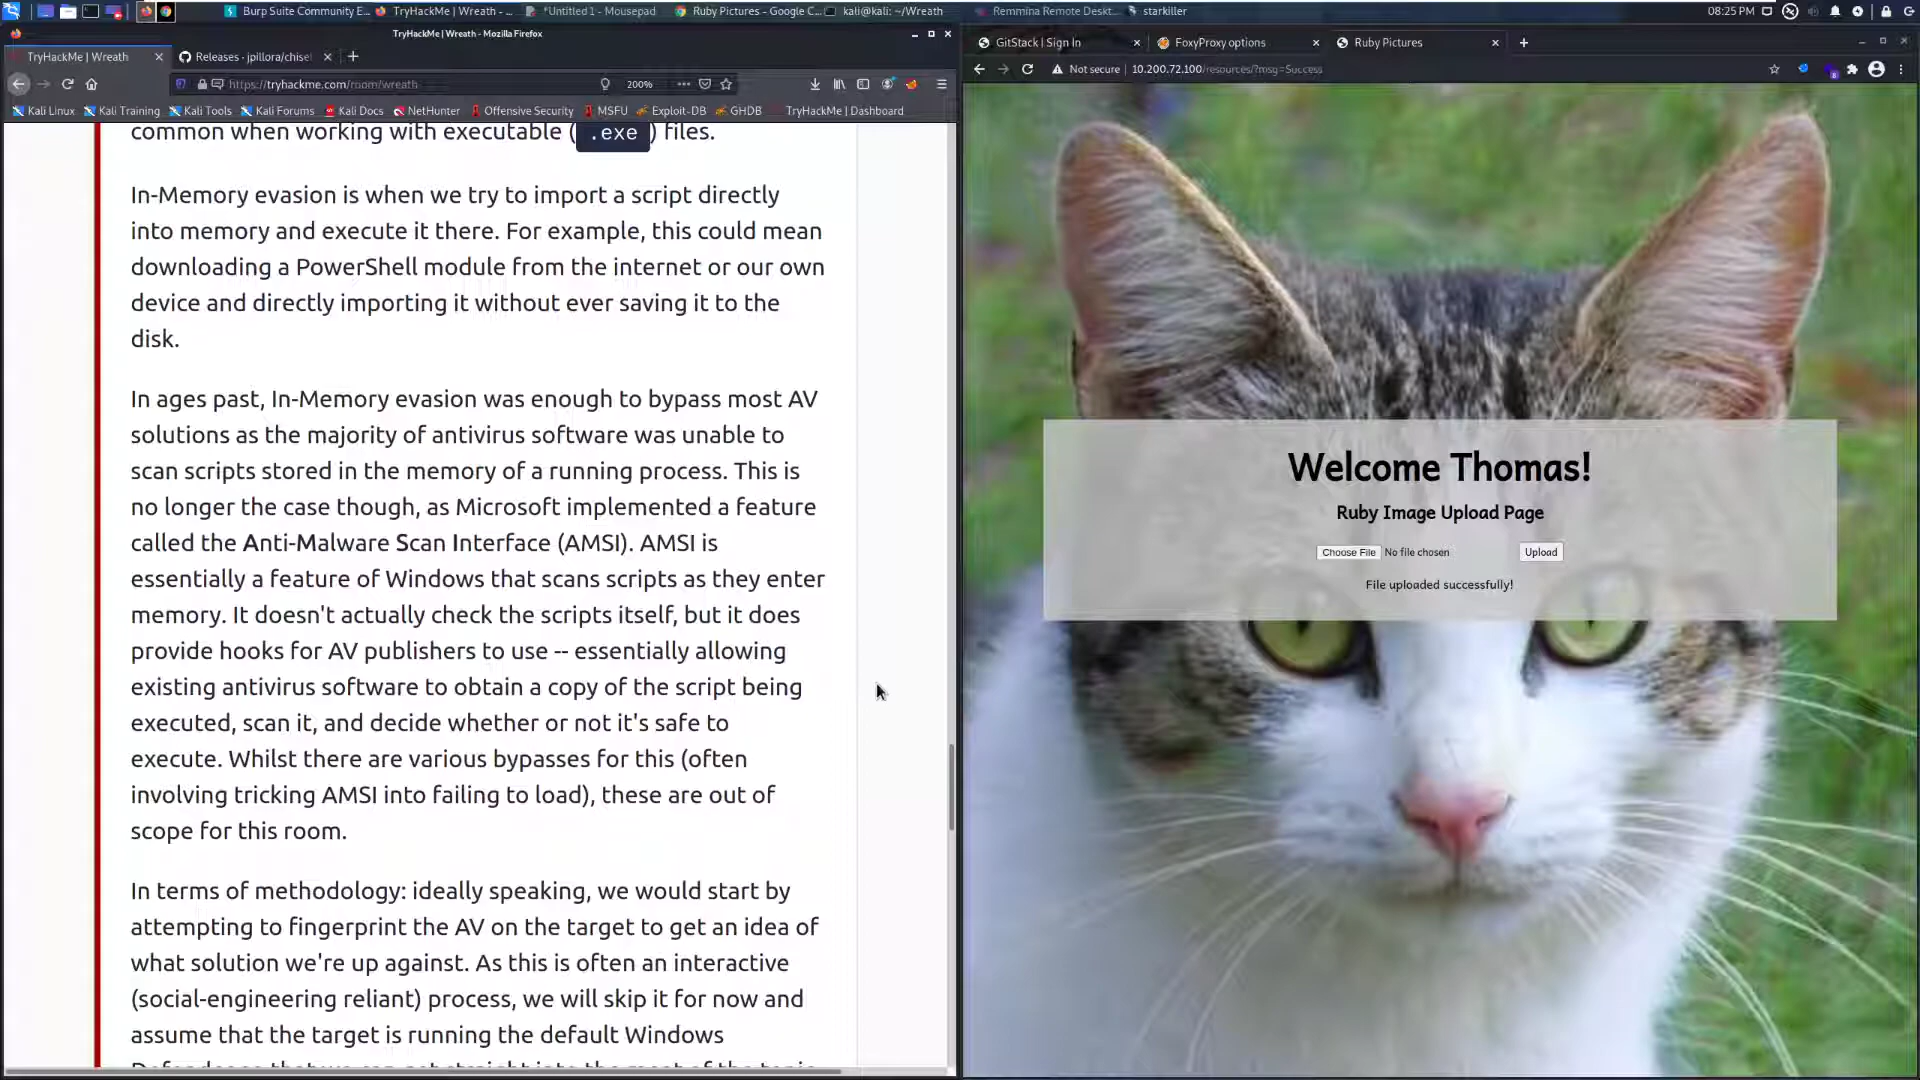 Burp Suite Community E...
TryHackMe | Wreath - ...
*Untitled 1 - Mousepad
Ruby Pictures - Google C...
kali@kali: ~/Wreath
Remmina Remote Deskt...
starkiller
08:25 PM
TryHackMe | Wreath - Mozilla Firefox
TryHackMe | Wreath
Releases - jpillora/chisel
https://tryhackme.com/room/wreath
200%
Kali Linux
Kali Training
Kali Tools
Kali Forums
Kali Docs
NetHunter
Offensive Security
MSFU
Exploit-DB
GHDB
TryHackMe | Dashboard
common when working with executable ( .exe ) files.
In-Memory evasion is when we try to import a script directly
into memory and execute it there. For example, this could mean
downloading a PowerShell module from the internet or our own
device and directly importing it without ever saving it to the
disk.
In ages past, In-Memory evasion was enough to bypass most AV
solutions as the majority of antivirus software was unable to
scan scripts stored in the memory of a running process. This is
no longer the case though, as Microsoft implemented a feature
called the Anti-Malware Scan Interface (AMSI). AMSI is
essentially a feature of Windows that scans scripts as they enter
memory. It doesn't actually check the scripts itself, but it does
provide hooks for AV publishers to use -- essentially allowing
existing antivirus software to obtain a copy of the script being
executed, scan it, and decide whether or not it's safe to
execute. Whilst there are various bypasses for this (often
involving tricking AMSI into failing to load), these are out of
scope for this room.
In terms of methodology: ideally speaking, we would start by
attempting to fingerprint the AV on the target to get an idea of
what solution we're up against. As this is often an interactive
(social-engineering reliant) process, we will skip it for now and
assume that the target is running the default Windows
GitStack | Sign In
FoxyProxy options
Ruby Pictures
Not secure
10.200.72.100/resources/?msg=Success
Welcome Thomas!
Ruby Image Upload Page
Choose File No file chosen
Upload
File uploaded successfully!